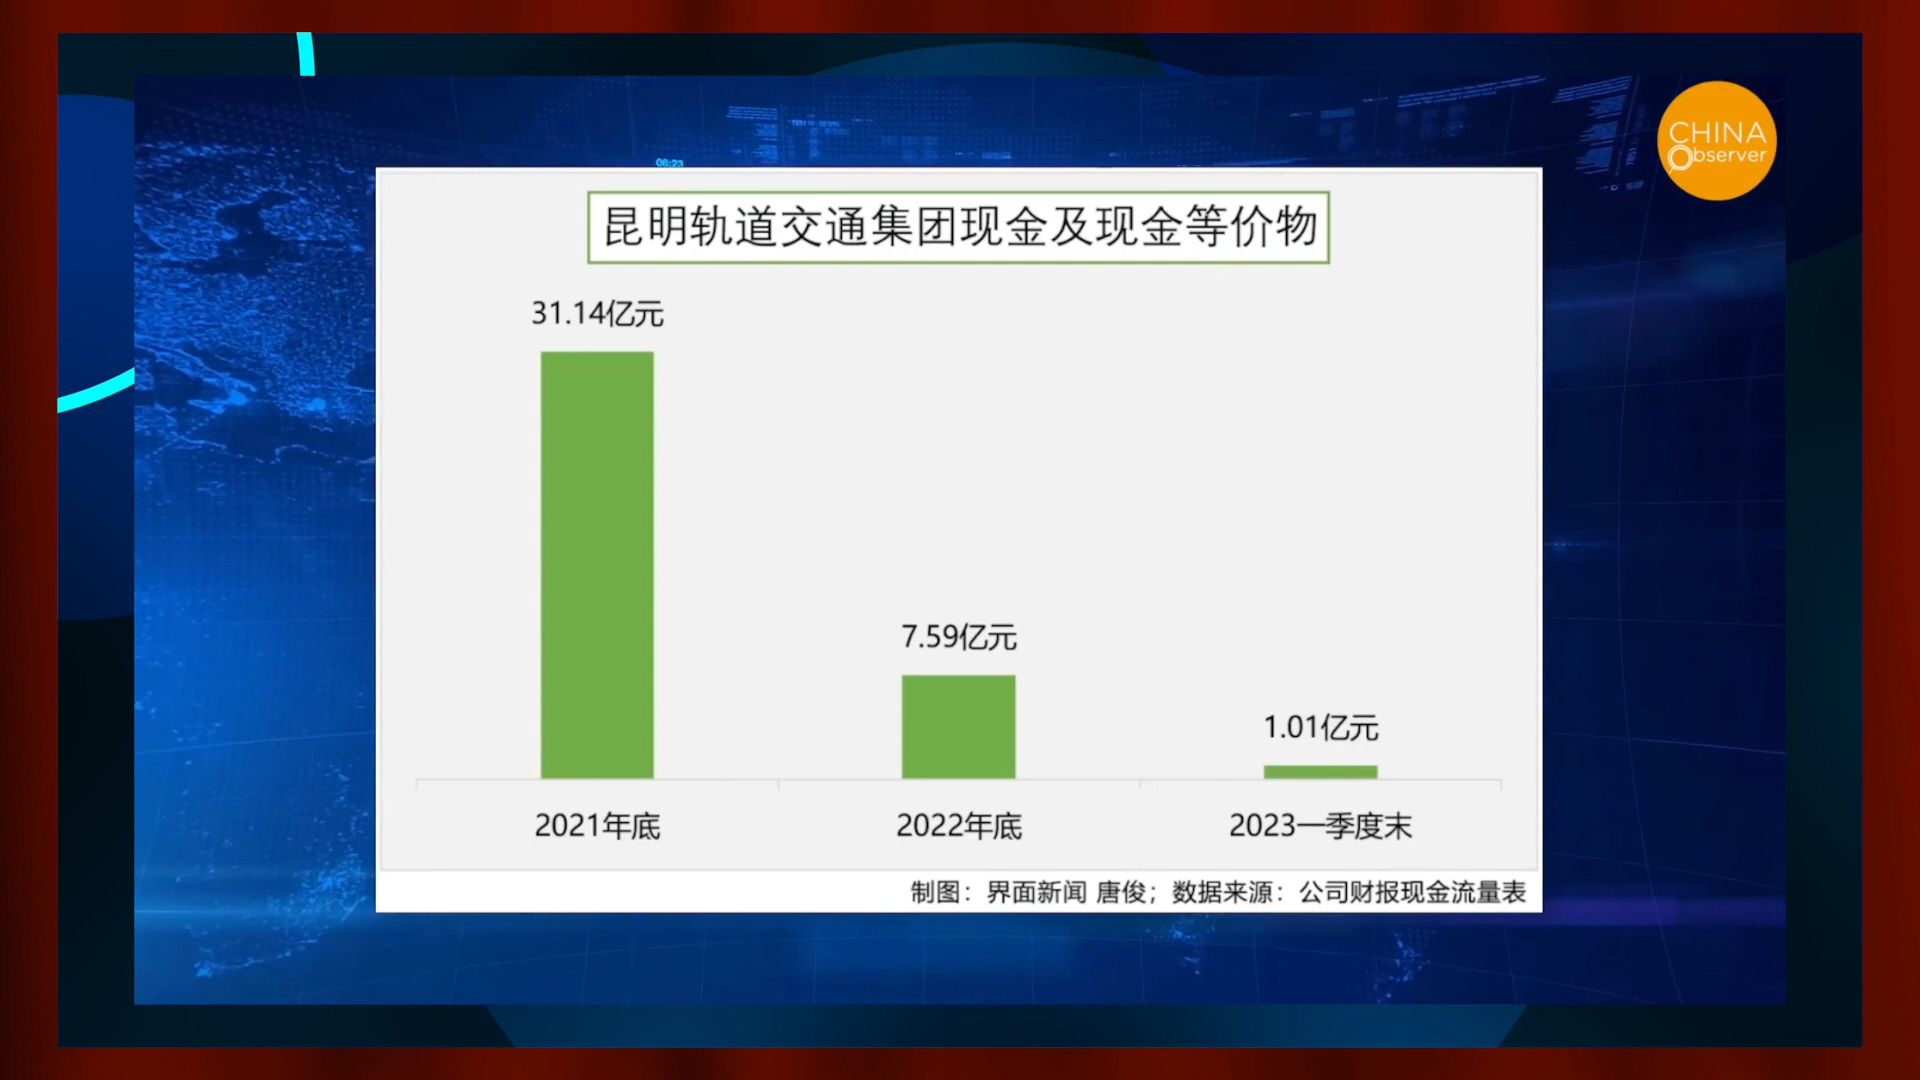 06:23
CHINA
Observer
昆明轨道交通集团现金及现金等价物
31.14亿元
7.59亿元
1.01亿元
2021年底
2022年底
2023一季度末
制图：界面新闻 唐俊；数据来源：公司财报现金流量表